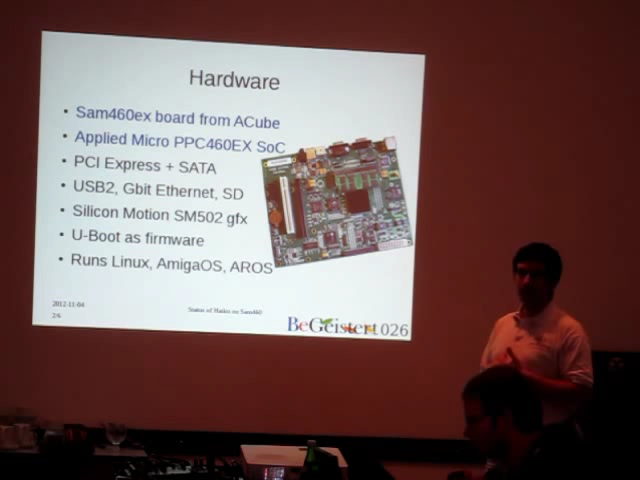 Hardware
• Sam460ex board from ACube
• Applied Micro PPC460EX SoC
• PCI Express + SATA
• USB2, Gbit Ethernet, SD
• Silicon Motion SM502 gfx
• U-Boot as firmware
• Runs Linux, AmigaOS, AROS
2012-11-04
Status of Haiku on Sam460
2/6
BeGeistert 026